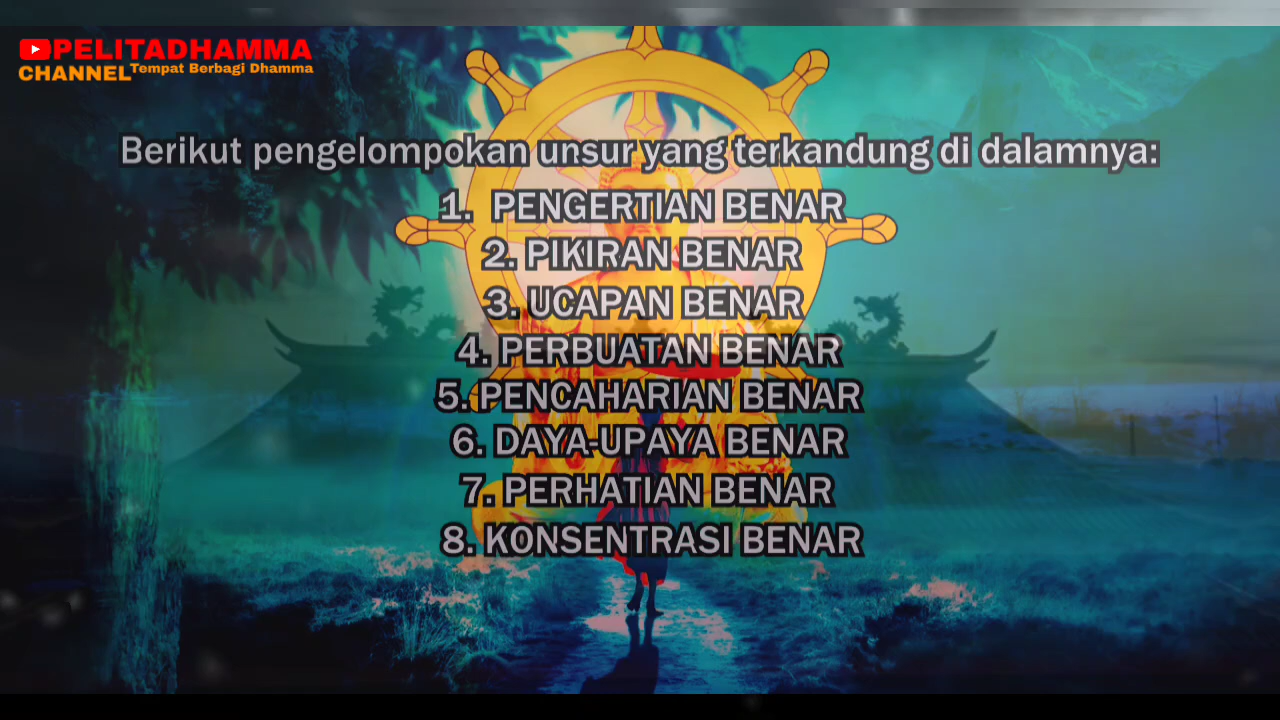 PELITADHAMMA
CHANNEL Tempat Berbagi Dhamma
Berikut pengelompokan unsur yang terkandung di dalamnya:
1. PENGERTIAN BENAR
2. PIKIRAN BENAR
3. UCAPAN BENAR
4. PERBUATAN BENAR
5. PENCAHARIAN BENAR
6. DAYA-UPAYA BENAR
7. PERHATIAN BENAR
8. KONSENTRASI BENAR